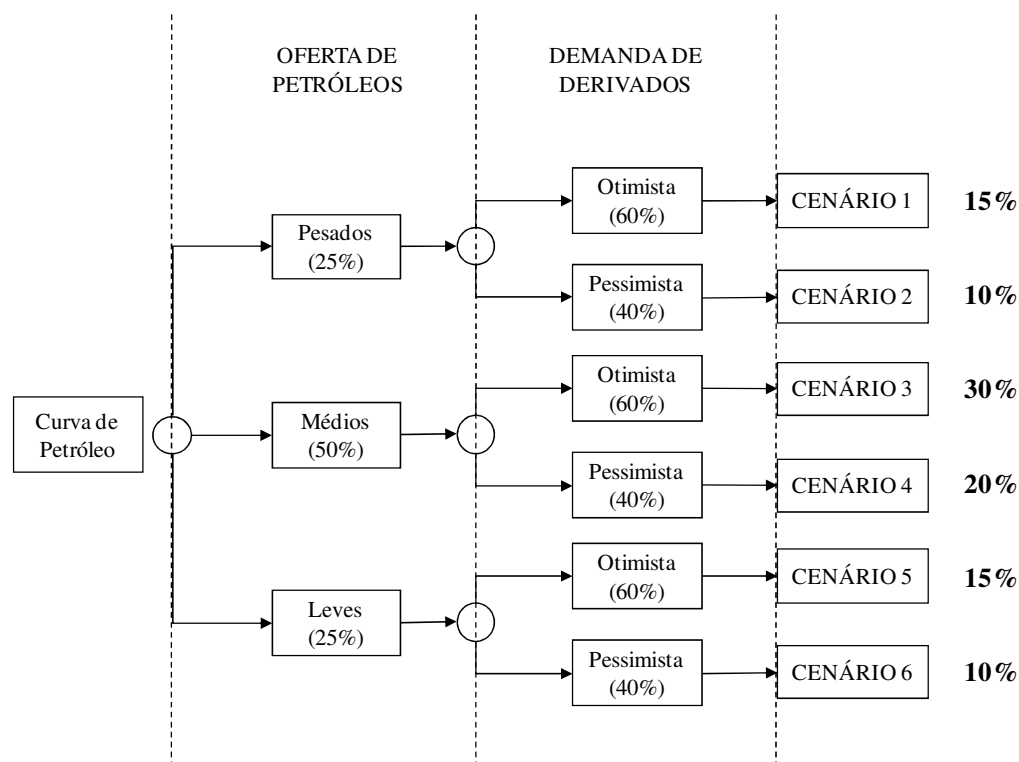 OFERTA DE
PETRÓLEOS
DEMANDA DE
DERIVADOS
Otimista
(60%)
CENÁRIO 1
15%
Pesados
(25%)
Pessimista
(40%)
CENÁRIO 2
10%
Otimista
(60%)
CENÁRIO 3
30%
Curva de
Petróleo
Médios
(50%)
Pessimista
(40%)
CENÁRIO 4
20%
Otimista
(60%)
CENÁRIO 5
15%
Leves
(25%)
Pessimista
(40%)
CENÁRIO 6
10%